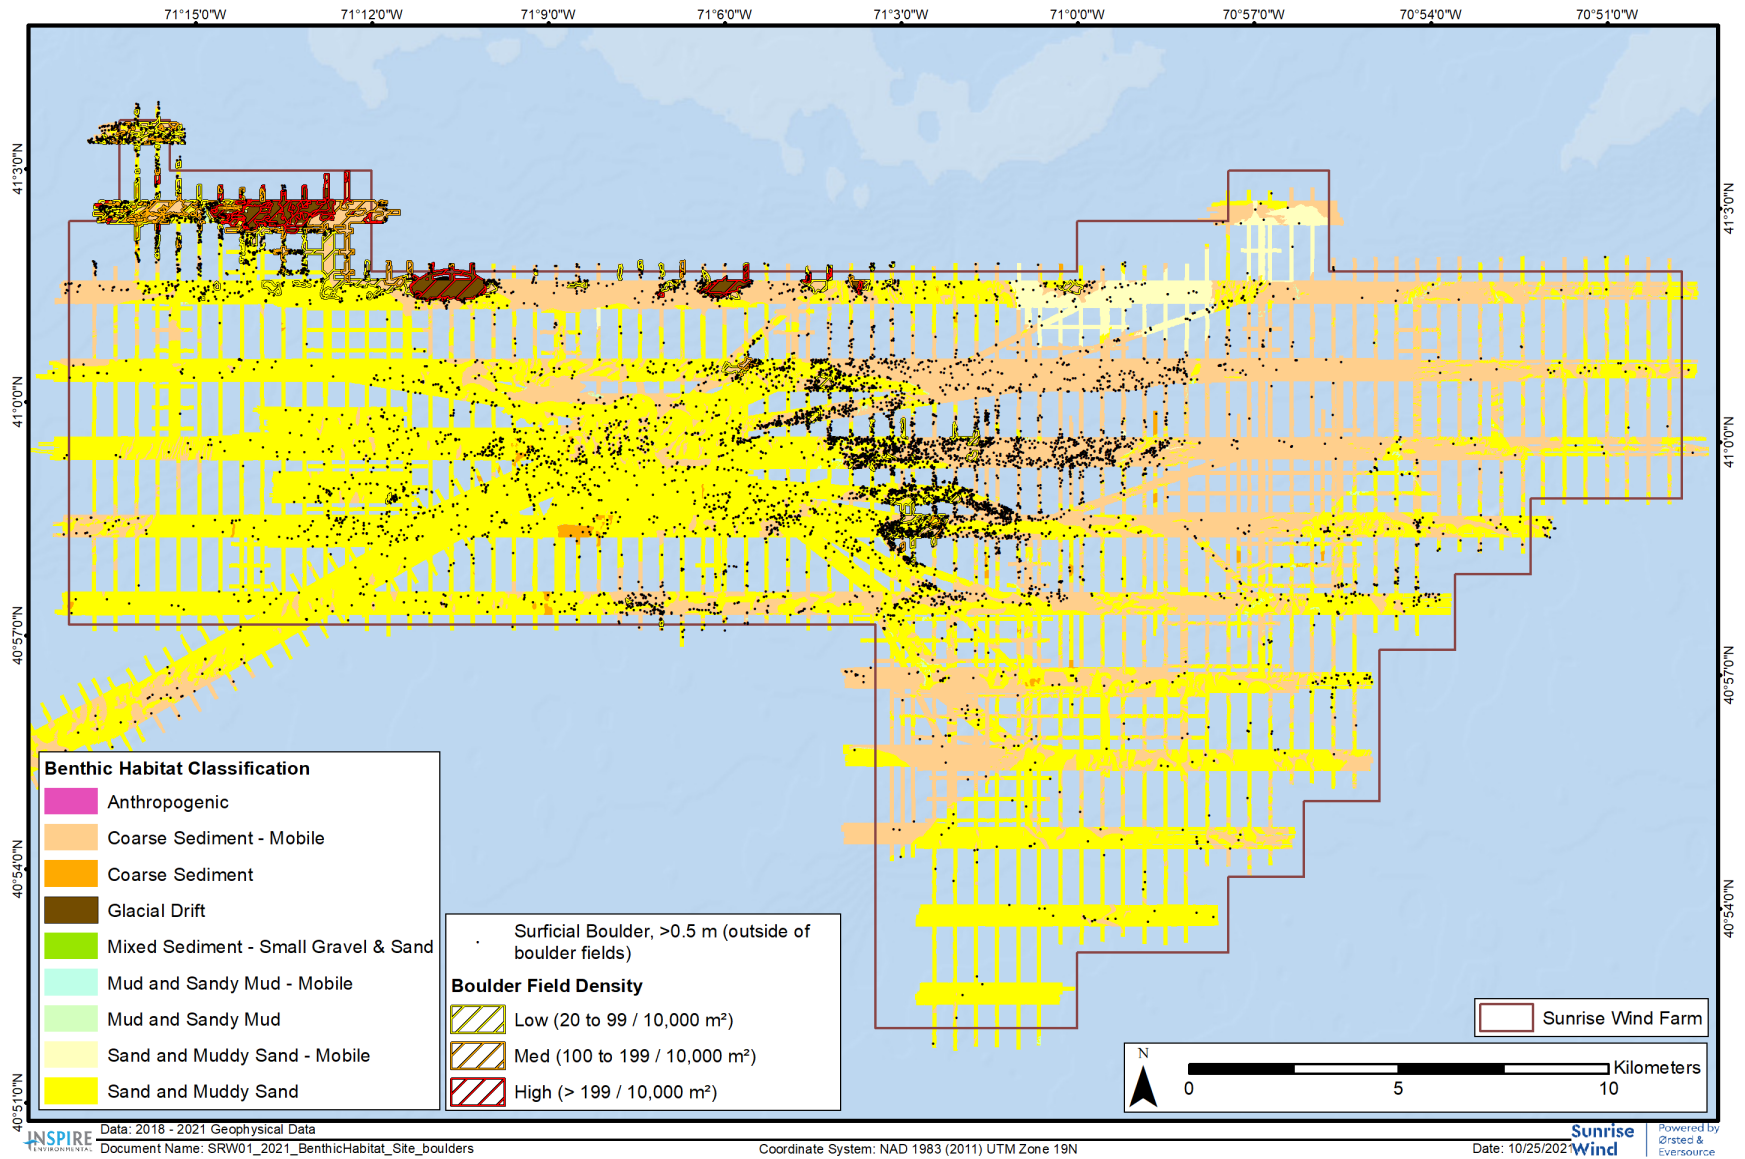 71°15'0"W 71°12'0"W 71°9'0"W 71°6'0"W 71°3'0"W 71°0'0"W 70°57'0"W 70°54'0"W 70°51'0"W
41°3'0"N
41°0'0"N
40°57'0"N
40°54'0"N
40°51'0"N
41°3'0"N
41°0'0"N
40°57'0"N
40°54'0"N
Benthic Habitat Classification
Anthropogenic
Coarse Sediment - Mobile
Coarse Sediment
Glacial Drift
Mixed Sediment - Small Gravel & Sand
Mud and Sandy Mud - Mobile
Mud and Sandy Mud
Sand and Muddy Sand - Mobile
Sand and Muddy Sand
Surficial Boulder, >0.5 m (outside of
boulder fields)
Boulder Field Density
Low (20 to 99 / 10,000 m²)
Med (100 to 199 / 10,000 m²)
High (> 199 / 10,000 m²)
Sunrise Wind Farm
N
Kilometers
0 5 10
INSPIRE
ENVIRONMENTAL
Data: 2018 - 2021 Geophysical Data
Document Name: SRW01_2021_BenthicHabitat_Site_boulders
Coordinate System: NAD 1983 (2011) UTM Zone 19N
Date: 10/25/2021
Sunrise
Wind
Powered by
Ørsted &
Eversource